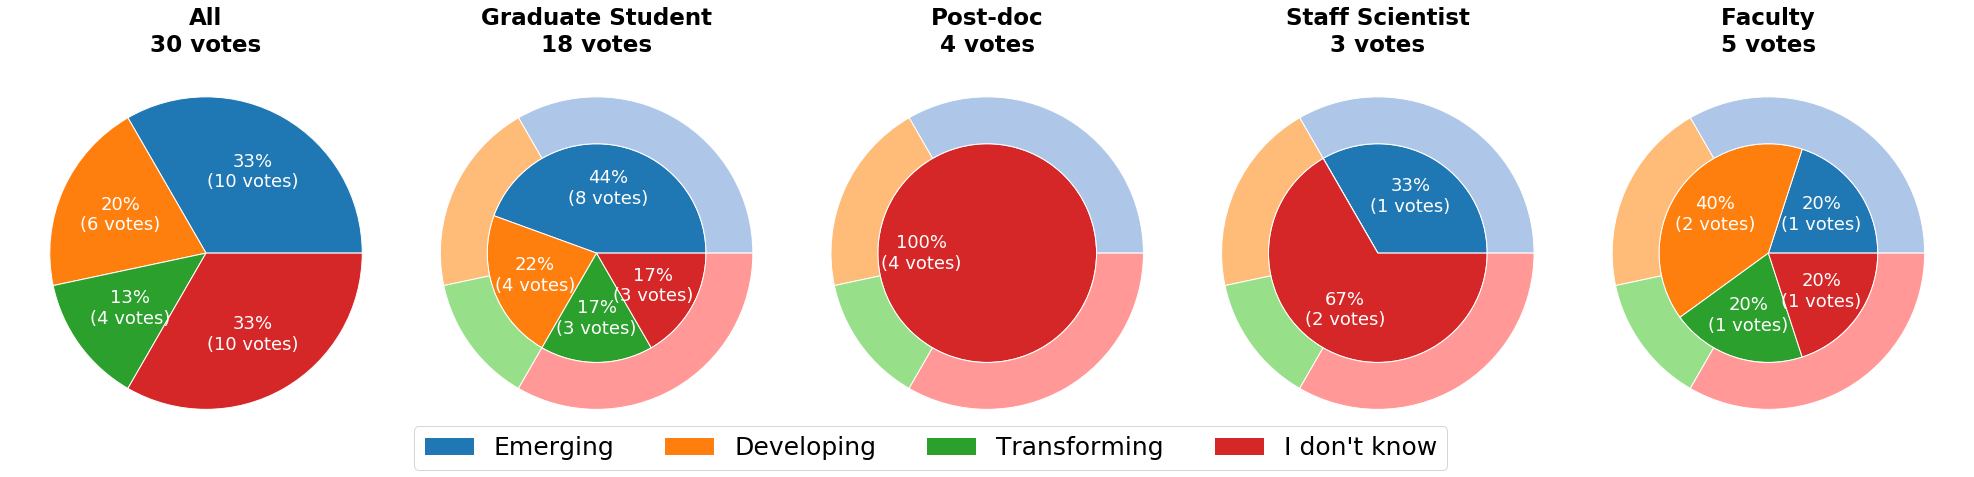 All
30 votes
33%
(10 votes)
20%
(6 votes)
13%
(4 votes)
33%
(10 votes)
Graduate Student
18 votes
44%
(8 votes)
22%
(4 votes)
17%
(3 votes)
17%
(3 votes)
Post-doc
4 votes
100%
(4 votes)
Staff Scientist
3 votes
33%
(1 votes)
67%
(2 votes)
Faculty
5 votes
20%
(1 votes)
40%
(2 votes)
20%
(1 votes)
20%
(1 votes)
Emerging
Developing
Transforming
I don't know